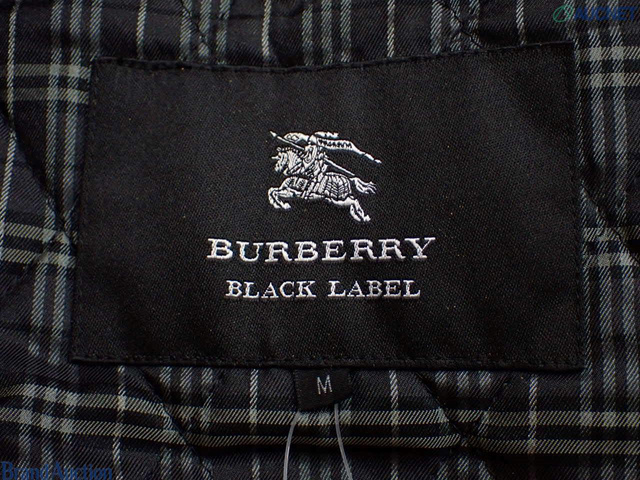 BURBERRY
BLACK LABEL
M
Brand Auction